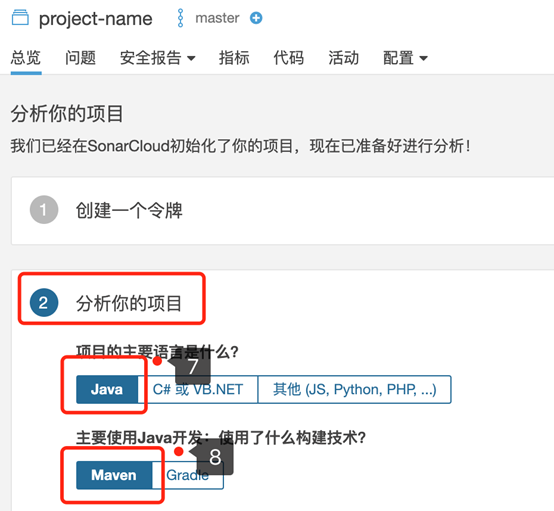 project-name master
总览 问题 安全报告 指标 代码 活动 配置
分析你的项目
我们已经在SonarCloud初始化了你的项目，现在已准备好进行分析！
1 创建一个令牌
2 分析你的项目
项目的主要语言是什么?
7
Java C# 或 VB.NET 其他 (JS, Python, PHP, ...)
主要使用Java开发：使用了什么构建技术?
8
Maven Gradle